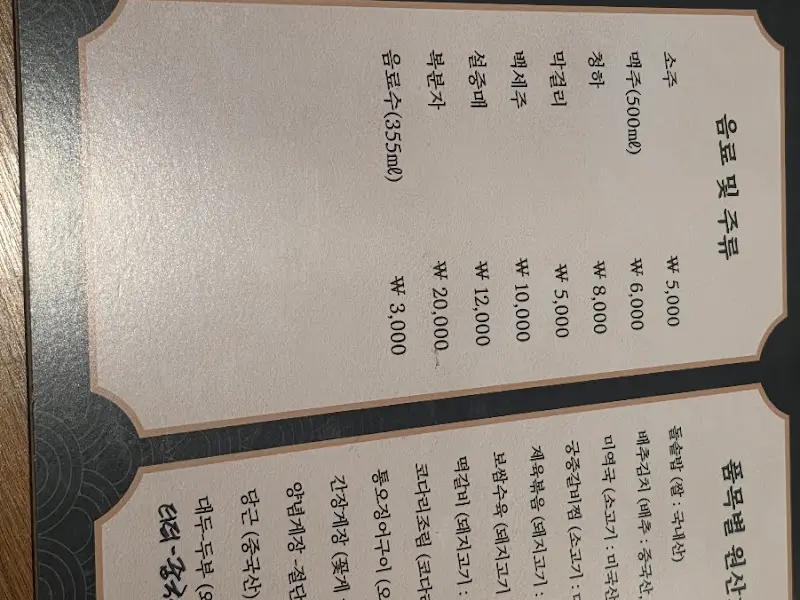 음료 및 주류
소주 ₩ 5,000
맥주(500㎖) ₩ 6,000
청하 ₩ 8,000
막걸리 ₩ 5,000
백세주 ₩ 10,000
설중매 ₩ 12,000
복분자 ₩ 20,000
음료수(355㎖) ₩ 3,000
품목별 원산
돌솥밥 (쌀 : 국내산)
배추김치 (배추 : 중국산,
미역국 (소고기 : 미국산
궁중갈비찜 (소고기 :
제육볶음 (돼지고기 :
보쌈수육 (돼지고기
떡갈비 (돼지고기 :
코다리조림 (코다리
통오징어구이 (오
간장게장 (꽃게
양념게장 -절단
당근 (중국산)
대두-두부 (